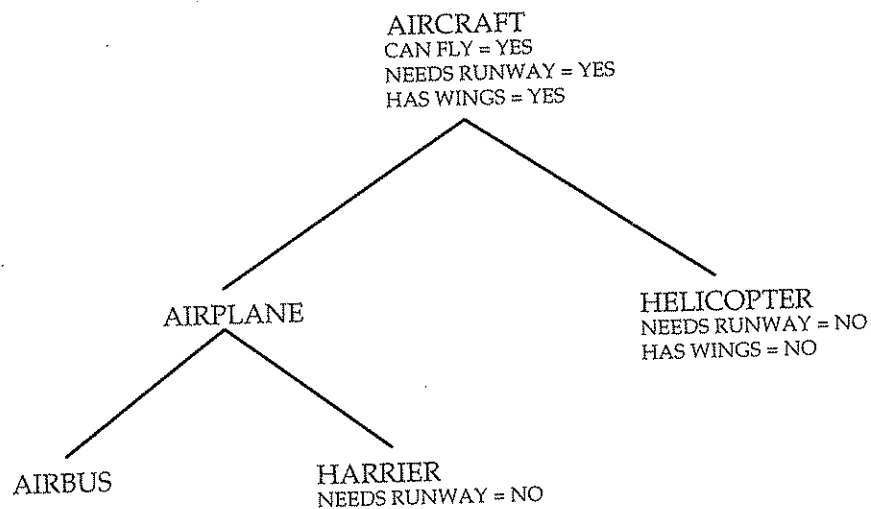 AIRCRAFT
CAN FLY = YES
NEEDS RUNWAY = YES
HAS WINGS = YES
AIRPLANE
HELICOPTER
NEEDS RUNWAY = NO
HAS WINGS = NO
AIRBUS
HARRIER
NEEDS RUNWAY = NO